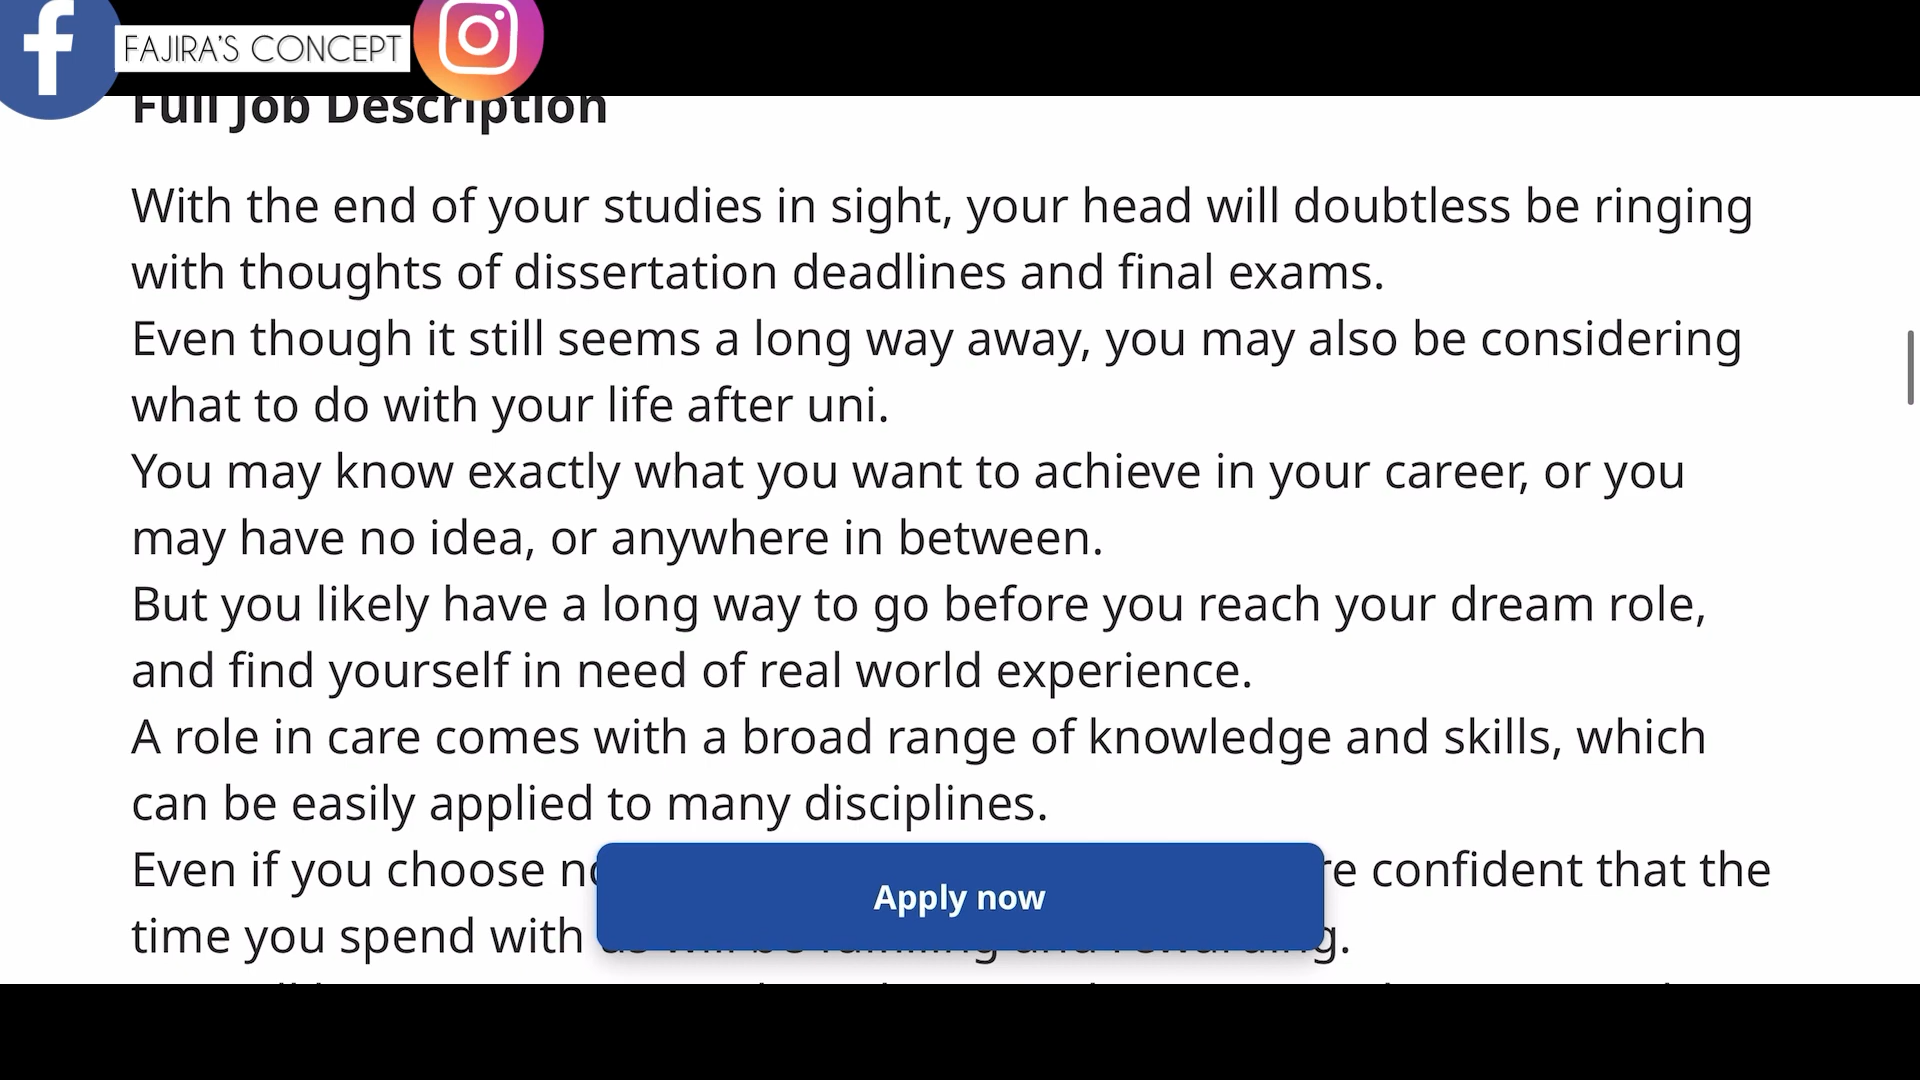 FAJIRA'S CONCEPT
Full Job Description
With the end of your studies in sight, your head will doubtless be ringing
with thoughts of dissertation deadlines and final exams.
Even though it still seems a long way away, you may also be considering
what to do with your life after uni.
You may know exactly what you want to achieve in your career, or you
may have no idea, or anywhere in between.
But you likely have a long way to go before you reach your dream role,
and find yourself in need of real world experience.
A role in care comes with a broad range of knowledge and skills, which
can be easily applied to many disciplines.
Even if you choose confident that the
Apply now
time you spend with